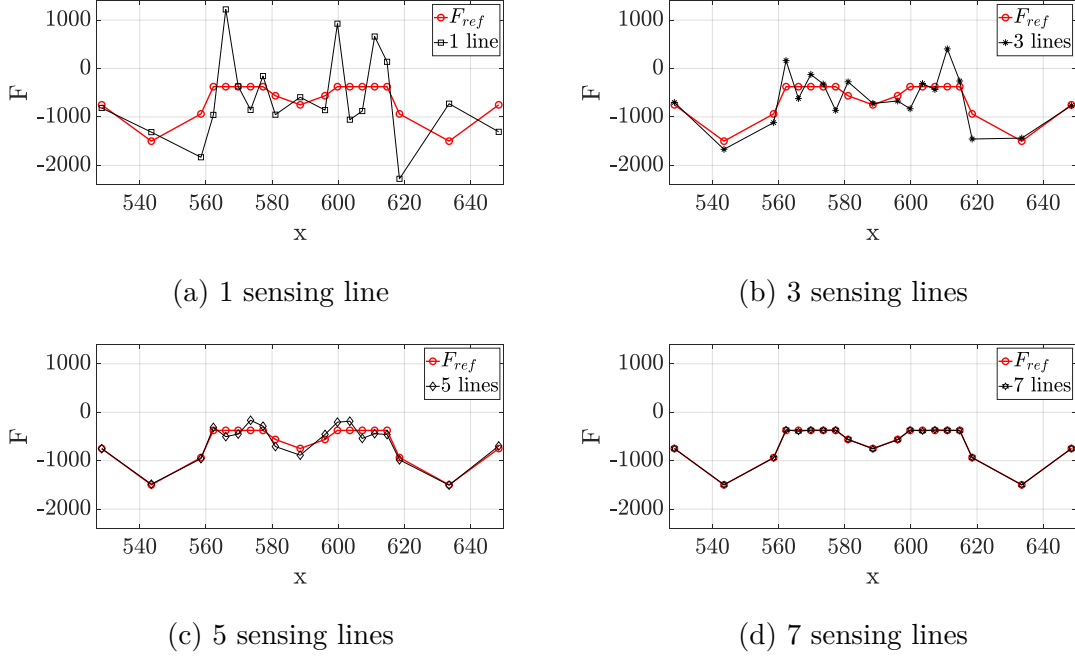 F_ref
1 line
1000
0
-1000
-2000
F
540 560 580 600 620 640
x
(a) 1 sensing line
F_ref
3 lines
1000
0
-1000
-2000
F
540 560 580 600 620 640
x
(b) 3 sensing lines
F_ref
5 lines
1000
0
-1000
-2000
F
540 560 580 600 620 640
x
(c) 5 sensing lines
F_ref
7 lines
1000
0
-1000
-2000
F
540 560 580 600 620 640
x
(d) 7 sensing lines